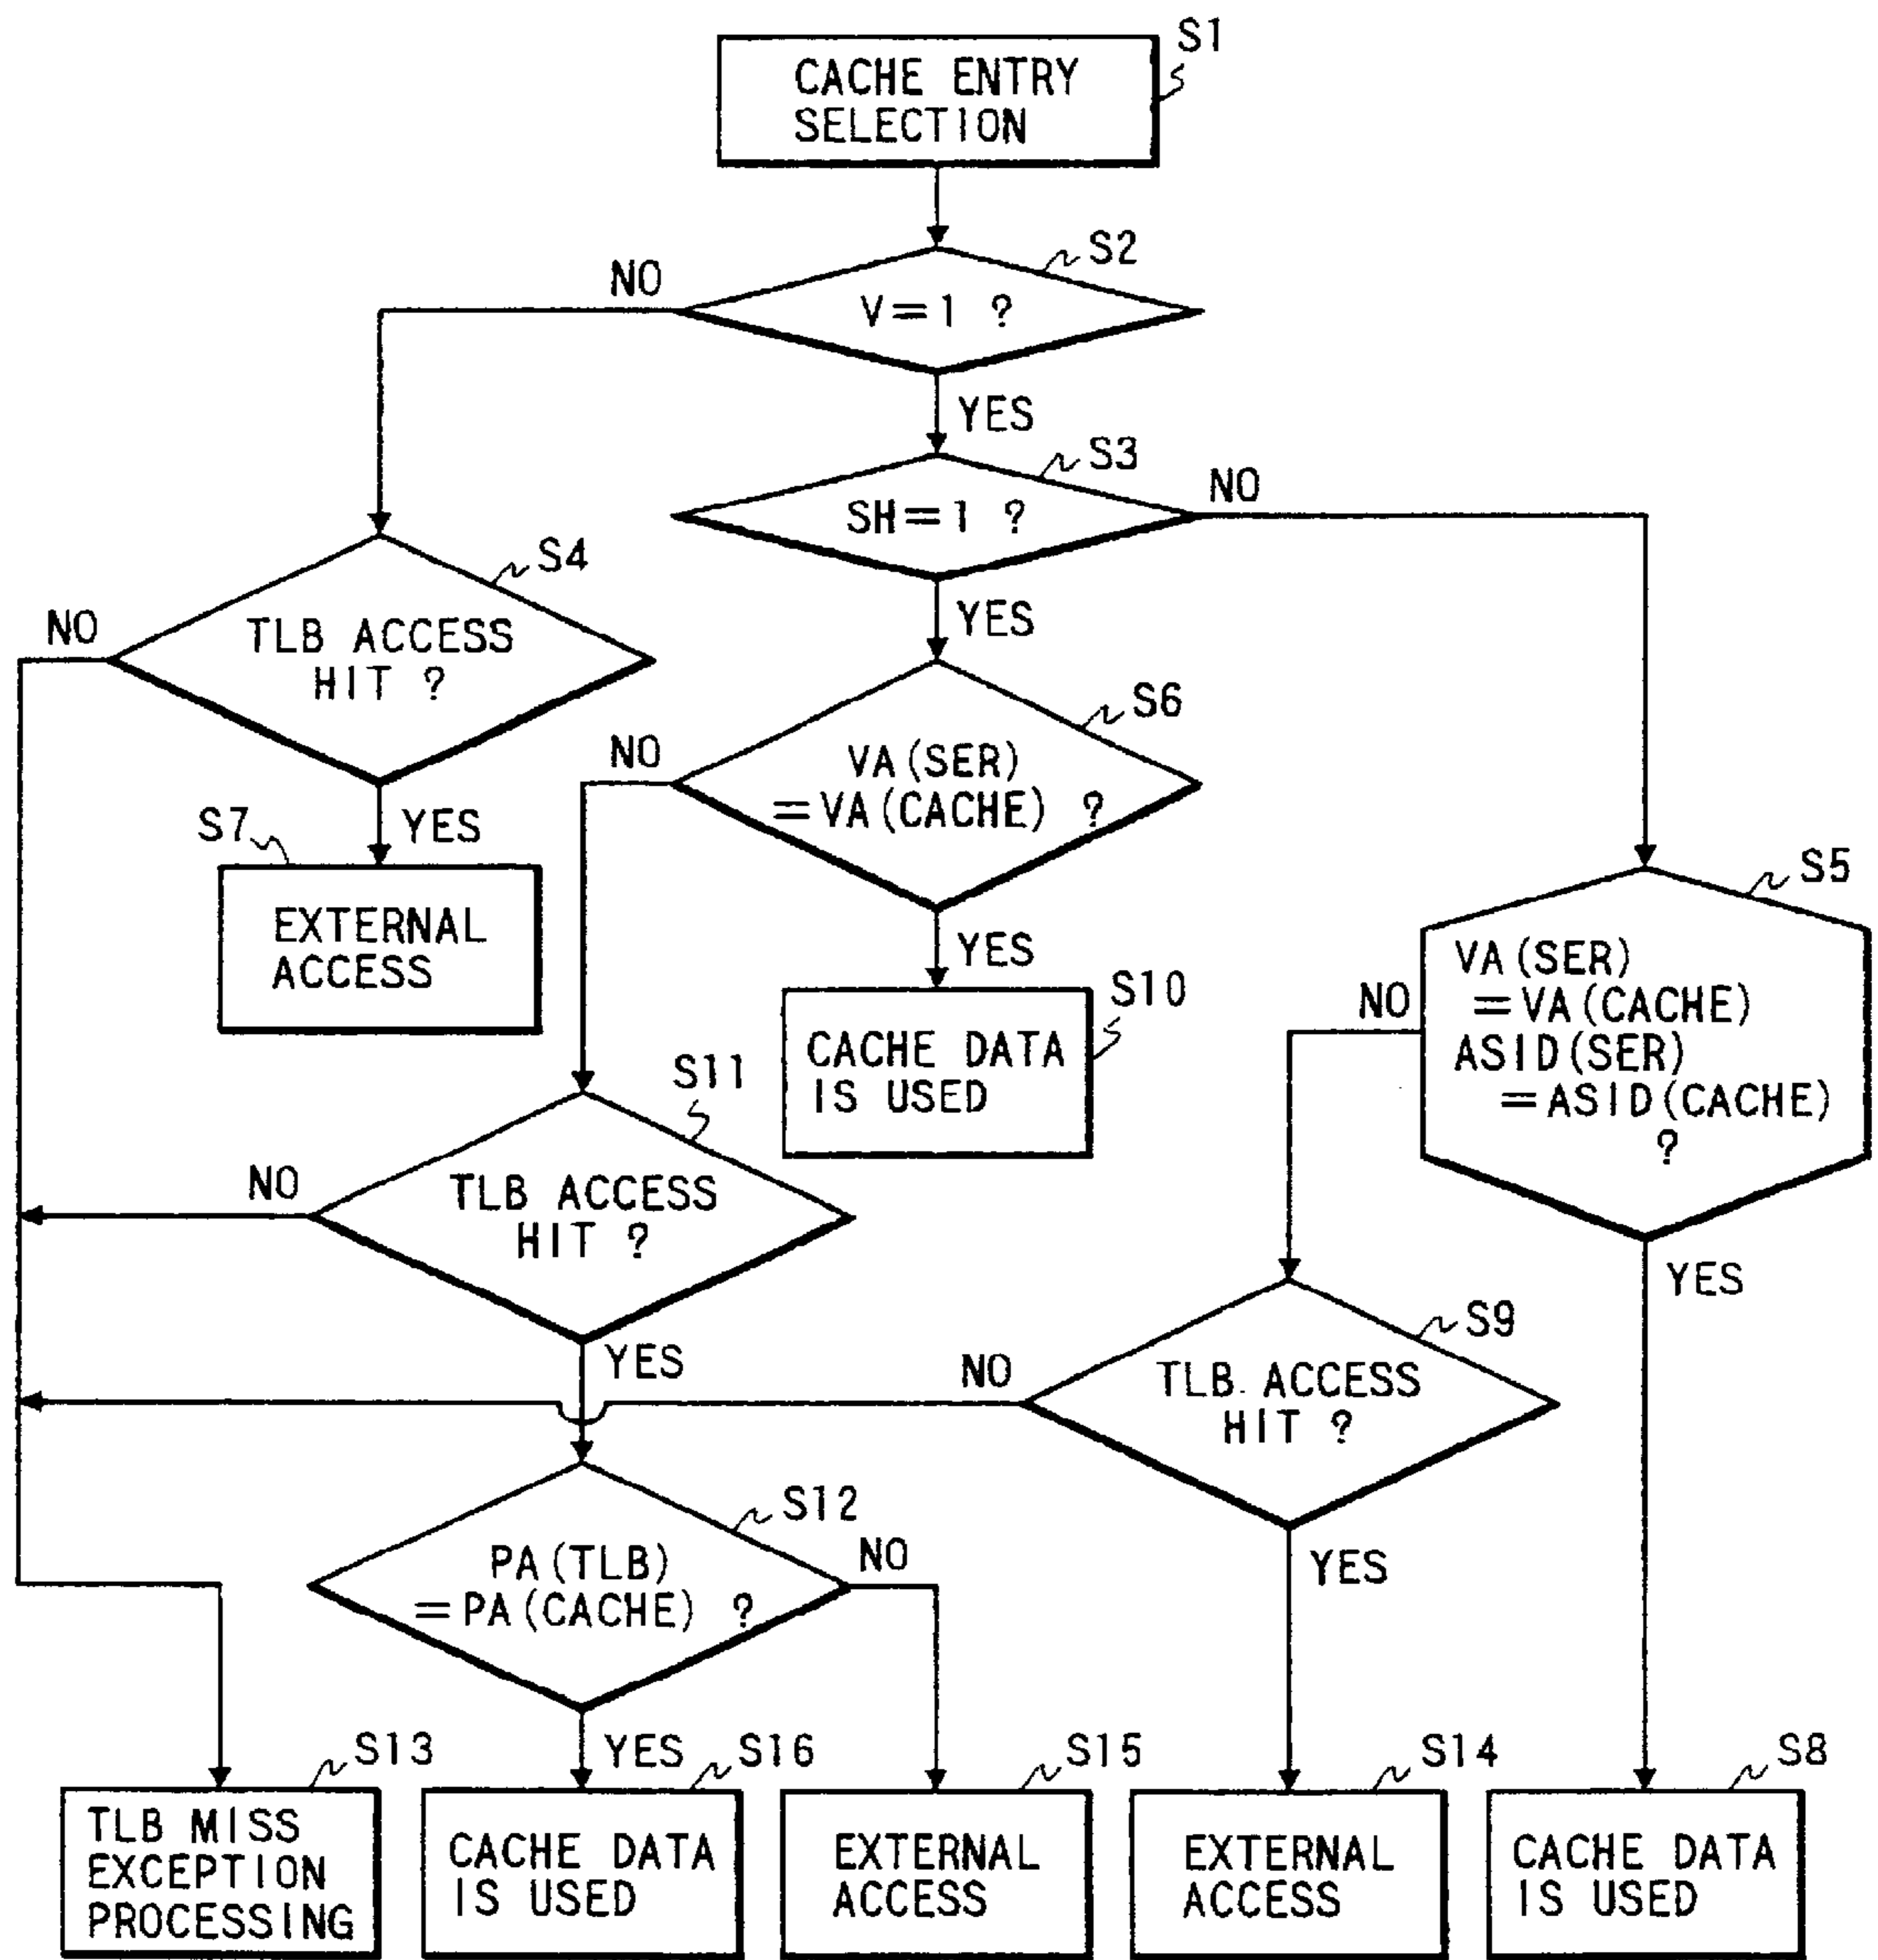 S1
CACHE ENTRY
SELECTION
S2
NO
V=1 ?
YES
S3
NO
SH=1 ?
YES
S4
NO
TLB ACCESS
HIT ?
YES
S6
NO
VA(SER)
=VA(CACHE) ?
YES
S7
EXTERNAL
ACCESS
S5
VA(SER)
=VA(CACHE)
ASID(SER)
=ASID(CACHE)
?
NO
YES
S10
CACHE DATA
IS USED
S11
NO
TLB ACCESS
HIT ?
YES
S9
NO
TLB ACCESS
HIT ?
YES
S12
PA(TLB)
=PA(CACHE) ?
NO
YES
S13
TLB MISS
EXCEPTION
PROCESSING
S16
CACHE DATA
IS USED
S15
EXTERNAL
ACCESS
S14
EXTERNAL
ACCESS
S8
CACHE DATA
IS USED